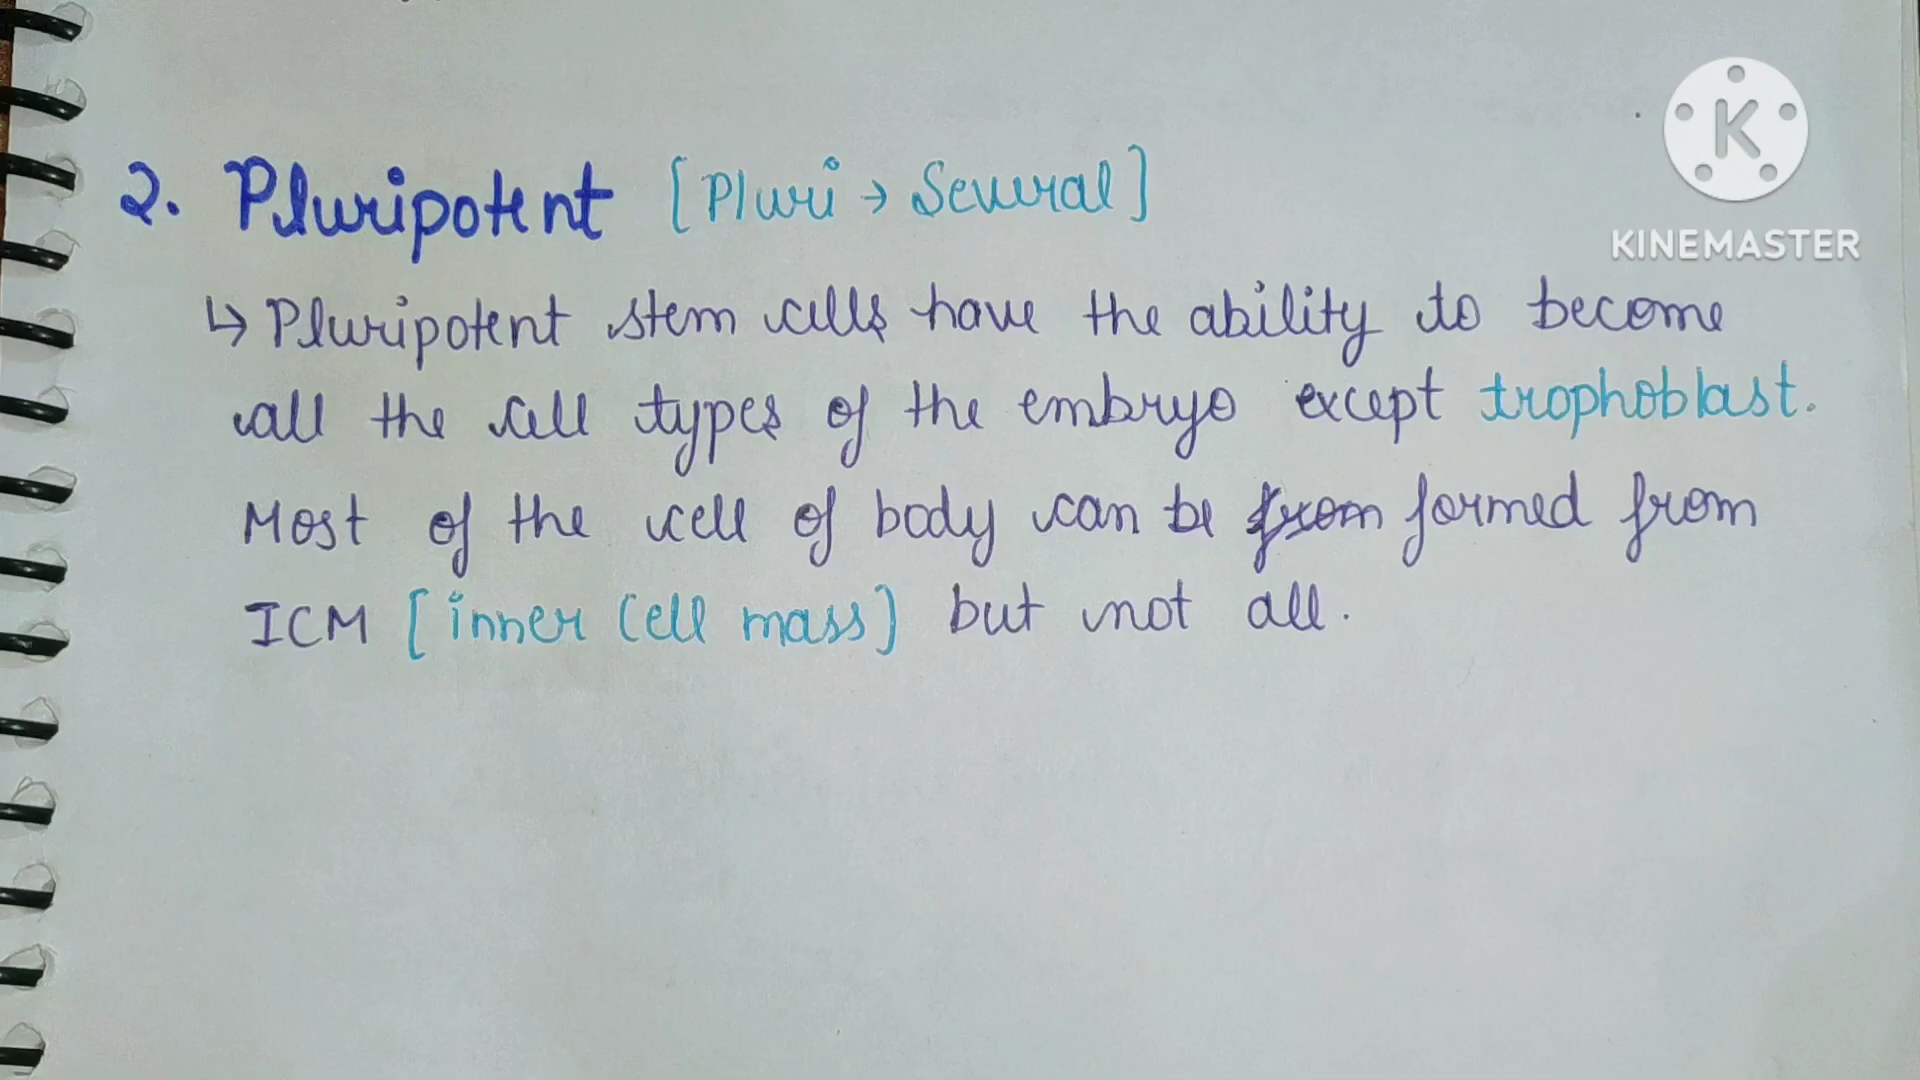 2. Pluripotent [Pluri → Several]
KINEMASTER
↳ Pluripotent stem cells have the ability to become
all the cell types of the embryo except trophoblast.
Most of the cell of body can be from formed from
ICM [inner cell mass] but not all.